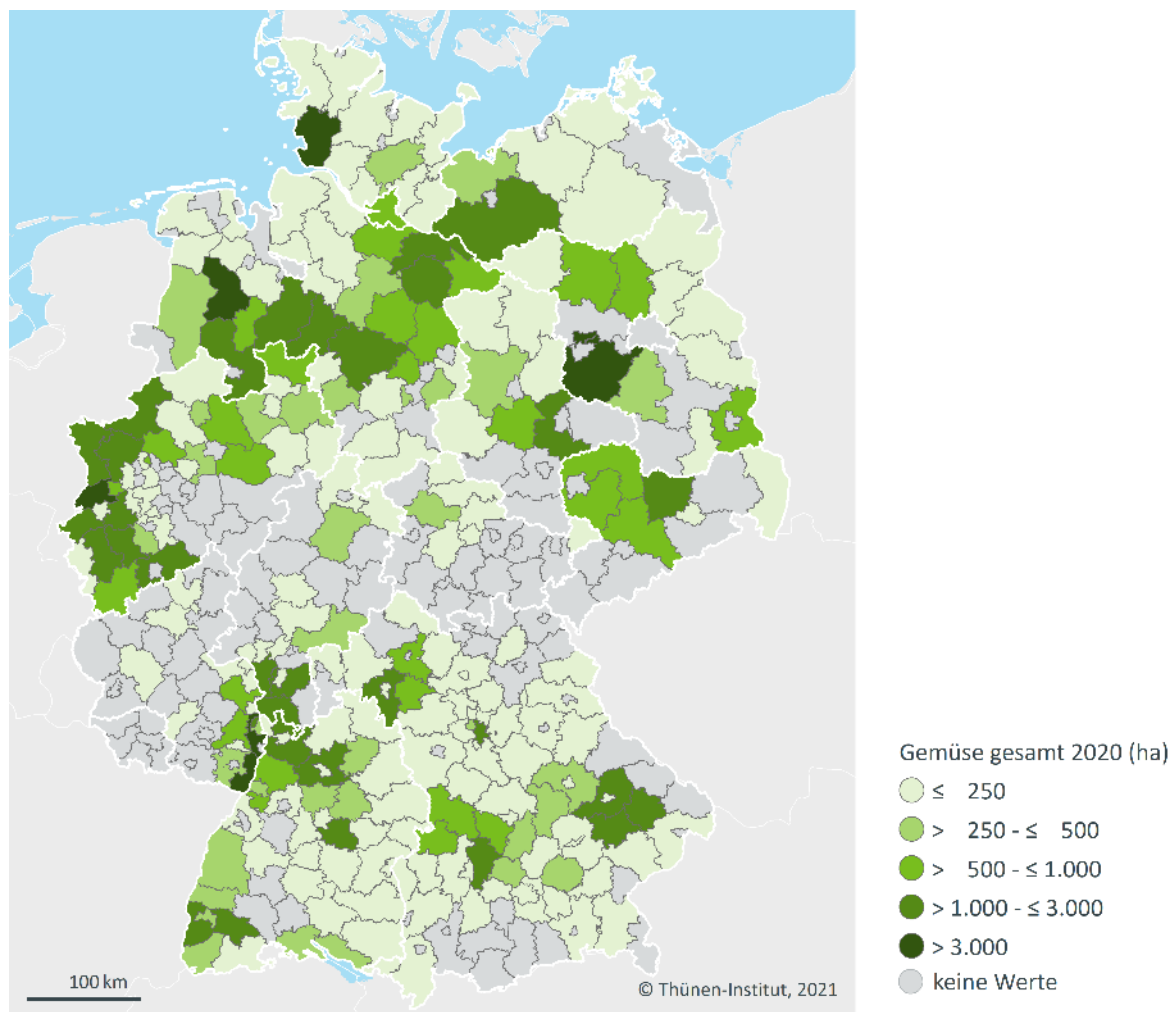 Gemüse gesamt 2020 (ha)
≤ 250
> 250 - ≤ 500
> 500 - ≤ 1.000
> 1.000 - ≤ 3.000
> 3.000
keine Werte
100 km
© Thünen-Institut, 2021